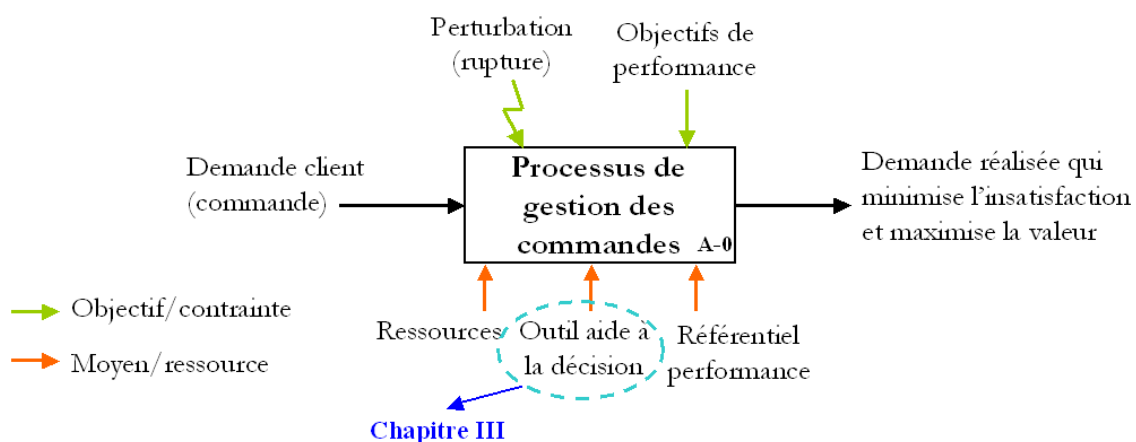 Perturbation
(rupture)
Objectifs de
performance
Demande client
(commande)
Processus de
gestion des
commandes A-0
Demande réalisée qui
minimise l'insatisfaction
et maximise la valeur
Objectif/contrainte
Moyen/ressource
Ressources
Outil aide à
la décision
Référentiel
performance
Chapitre III